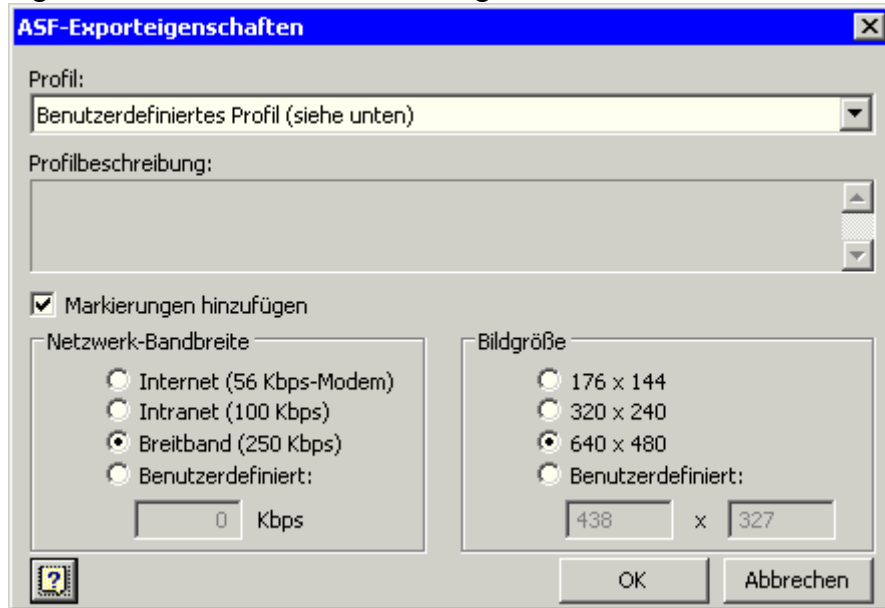 ASF-Exporteigenschaften
Profil:
Benutzerdefiniertes Profil (siehe unten)
Profilbeschreibung:
Markierungen hinzufügen
Netzwerk-Bandbreite
Internet (56 Kbps-Modem)
Intranet (100 Kbps)
Breitband (250 Kbps)
Benutzerdefiniert:
0 Kbps
Bildgröße
176 x 144
320 x 240
640 x 480
Benutzerdefiniert:
438 x 327
OK
Abbrechen